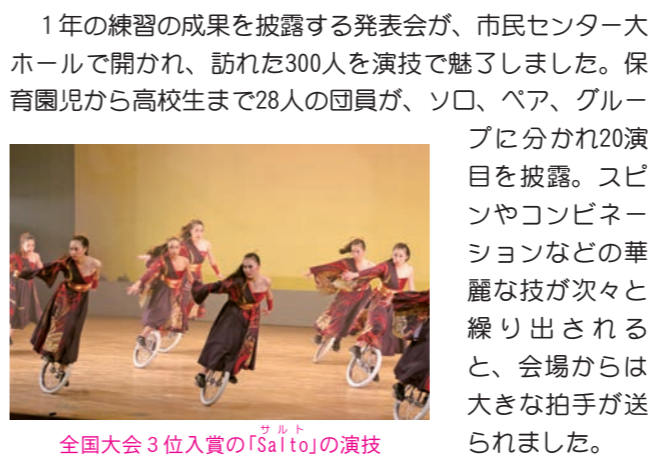 １年の練習の成果を披露する発表会が、市民センター大
ホールで開かれ、訪れた300人を演技で魅了しました。保
育園児から高校生まで28人の団員が、ソロ、ペア、グルー
プに分かれ20演
目を披露。スピ
ンやコンビネー
ションなどの華
麗な技が次々と
繰り出される
と、会場からは
大きな拍手が送
られました。
サルト
全国大会３位入賞の「Salto」の演技